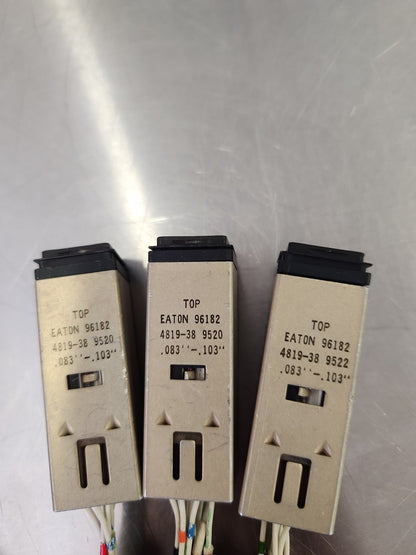 TOP
EATON 96182
4819-38 9520
.083''-.103''
TOP
EATON 96182
4819-38 9520
.083''-.103''
TOP
EATON 96182
4819-38 9522
.083''-.103''